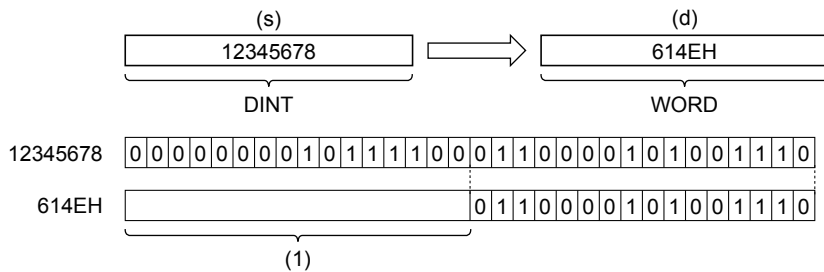 (s) (d)
12345678 614EH
DINT WORD
12345678 0 0 0 0 0 0 0 0 1 0 1 1 1 1 0 0 0 1 1 0 0 0 0 1 0 1 0 0 1 1 1 0
614EH 0 1 1 0 0 0 0 1 0 1 0 0 1 1 1 0
(1)